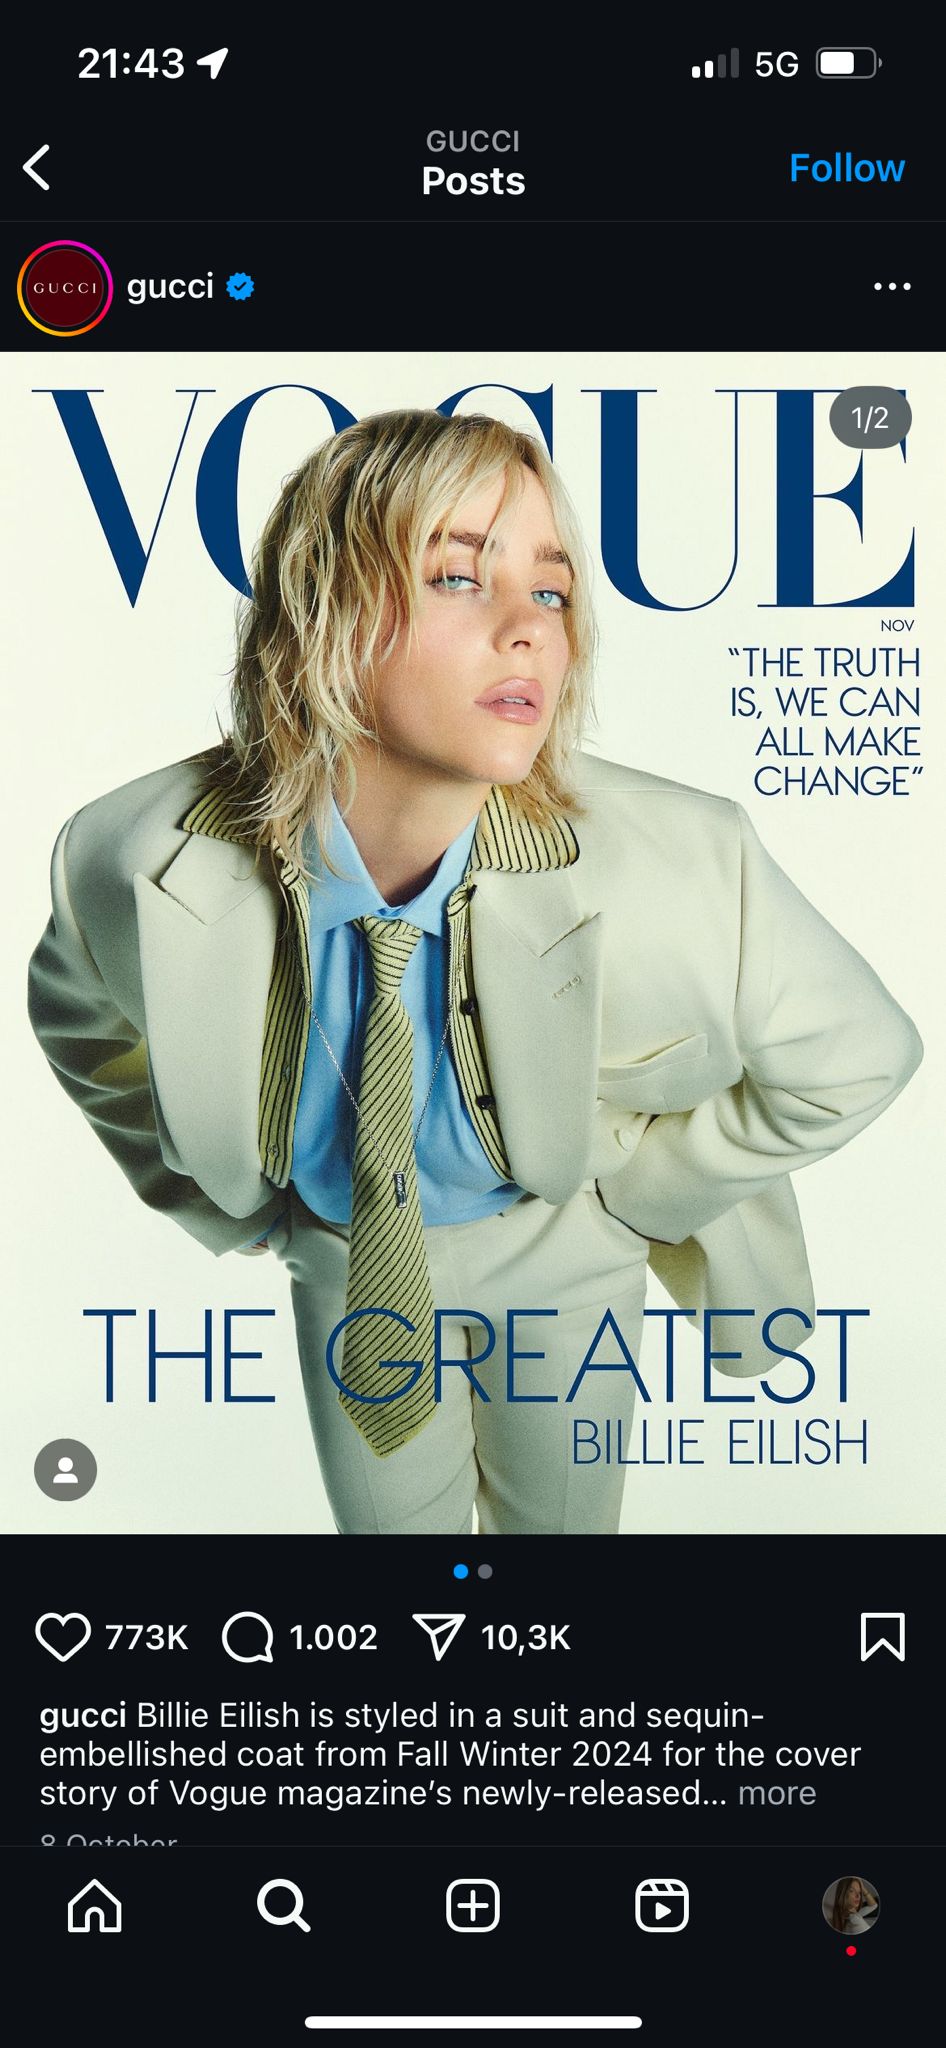 21:43
5G
GUCCI
Posts
Follow
GUCCI
gucci
VOGUE
1/2
NOV
“THE TRUTH
IS, WE CAN
ALL MAKE
CHANGE”
THE GREATEST
BILLIE EILISH
773K
1.002
10,3K
gucci Billie Eilish is styled in a suit and sequin-
embellished coat from Fall Winter 2024 for the cover
story of Vogue magazine’s newly-released... more
8 October